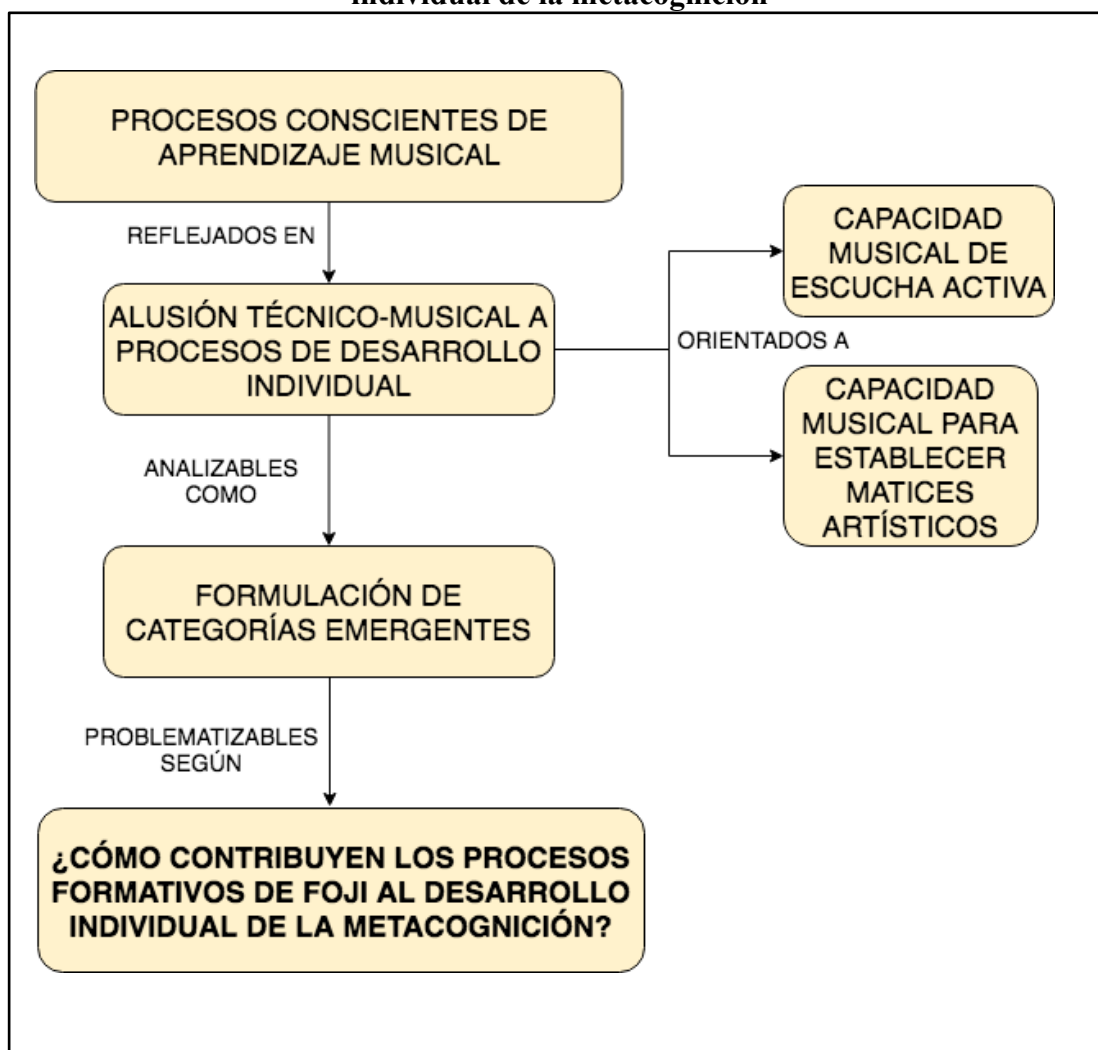 individual de la metacognición
PROCESOS CONSCIENTES DE
APRENDIZAJE MUSICAL
REFLEJADOS EN
ALUSIÓN TÉCNICO-MUSICAL A
PROCESOS DE DESARROLLO
INDIVIDUAL
ORIENTADOS A
CAPACIDAD
MUSICAL DE
ESCUCHA ACTIVA
CAPACIDAD
MUSICAL PARA
ESTABLECER
MATICES
ARTÍSTICOS
ANALIZABLES
COMO
FORMULACIÓN DE
CATEGORÍAS EMERGENTES
PROBLEMATIZABLES
SEGÚN
¿CÓMO CONTRIBUYEN LOS PROCESOS
FORMATIVOS DE FOJI AL DESARROLLO
INDIVIDUAL DE LA METACOGNICIÓN?